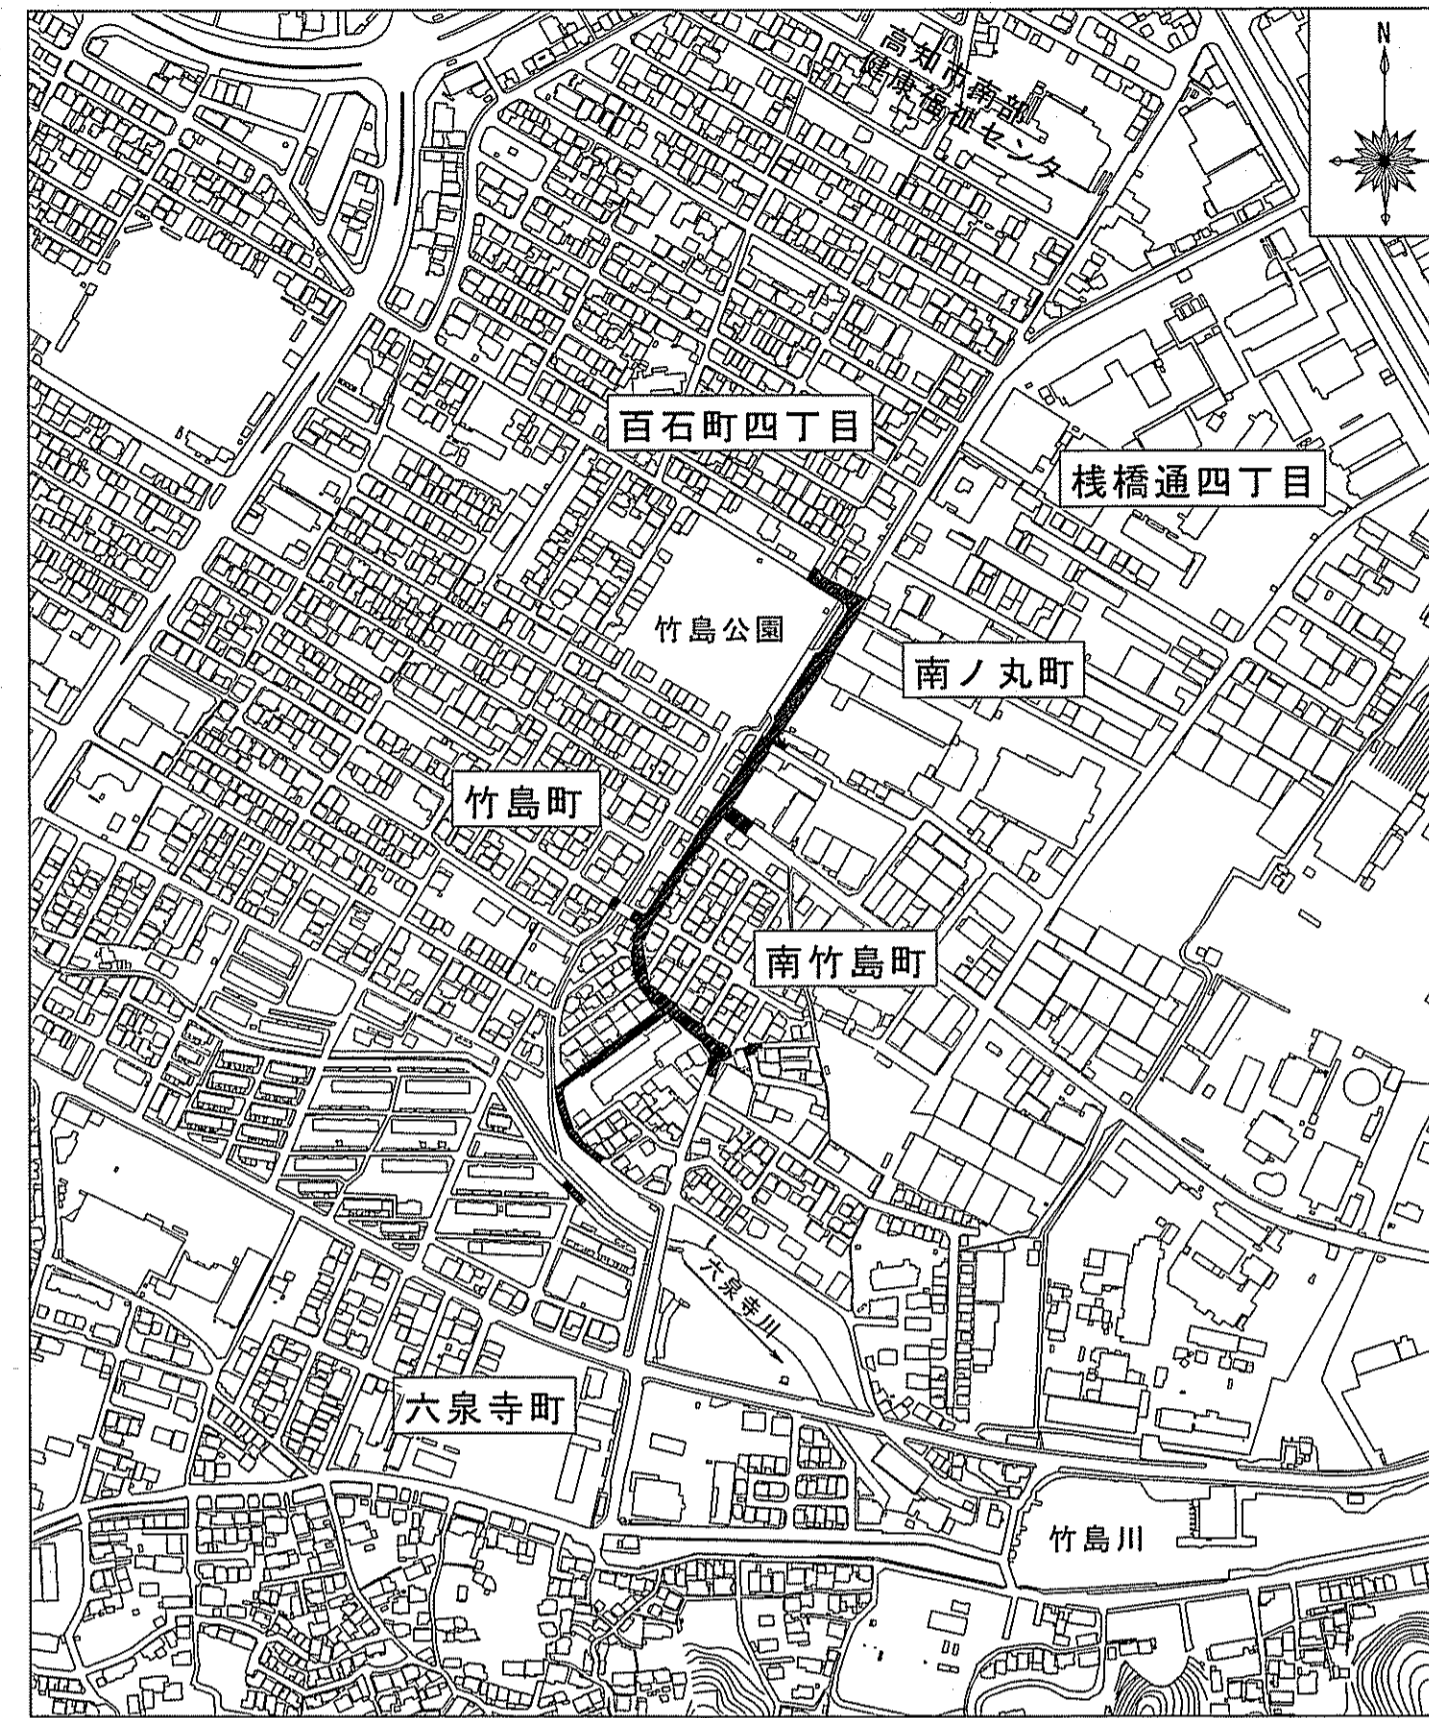 N
高知市南部
健康福祉センター
百石町四丁目
桟橋通四丁目
竹島公園
南ノ丸町
竹島町
南竹島町
六泉寺川
六泉寺町
竹島川